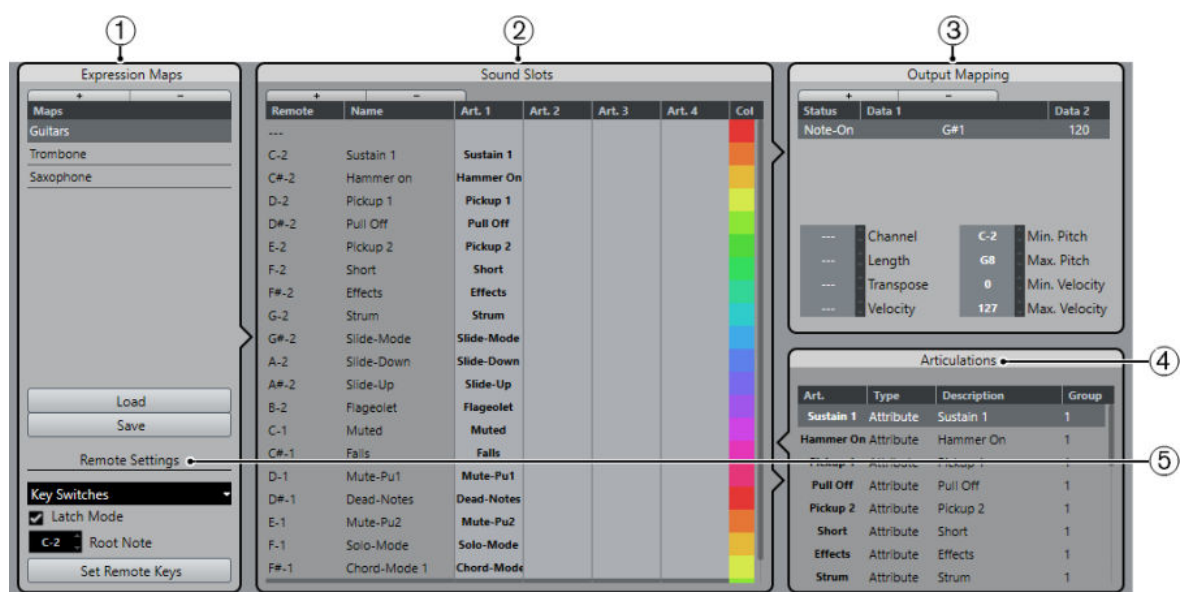 1
2
3
Expression Maps
+ -
Maps
Guitars
Trombone
Saxophone
Load
Save
Remote Settings
Key Switches
Latch Mode
C-2 Root Note
Set Remote Keys
Sound Slots
+ -
Remote Name Art. 1 Art. 2 Art. 3 Art. 4 Col
---
C-2 Sustain 1 Sustain 1
C#-2 Hammer on Hammer On
D-2 Pickup 1 Pickup 1
D#-2 Pull Off Pull Off
E-2 Pickup 2 Pickup 2
F-2 Short Short
F#-2 Effects Effects
G-2 Strum Strum
G#-2 Slide-Mode Slide-Mode
A-2 Slide-Down Slide-Down
A#-2 Slide-Up Slide-Up
B-2 Flageolet Flageolet
C-1 Muted Muted
C#-1 Falls Falls
D-1 Mute-Pu1 Mute-Pu1
D#-1 Dead-Notes Dead-Notes
E-1 Mute-Pu2 Mute-Pu2
F-1 Solo-Mode Solo-Mode
F#-1 Chord-Mode 1 Chord-Mode
Output Mapping
+ -
Status Data 1 Data 2
Note-On G#1 120
--- Channel C-2 Min. Pitch
--- Length G8 Max. Pitch
--- Transpose 0 Min. Velocity
--- Velocity 127 Max. Velocity
Articulations
4
Art. Type Description Group
Sustain 1 Attribute Sustain 1 1
Hammer On Attribute Hammer On 1
5
Pull Off Attribute Pull Off 1
Pickup 2 Attribute Pickup 2 1
Short Attribute Short 1
Effects Attribute Effects 1
Strum Attribute Strum 1